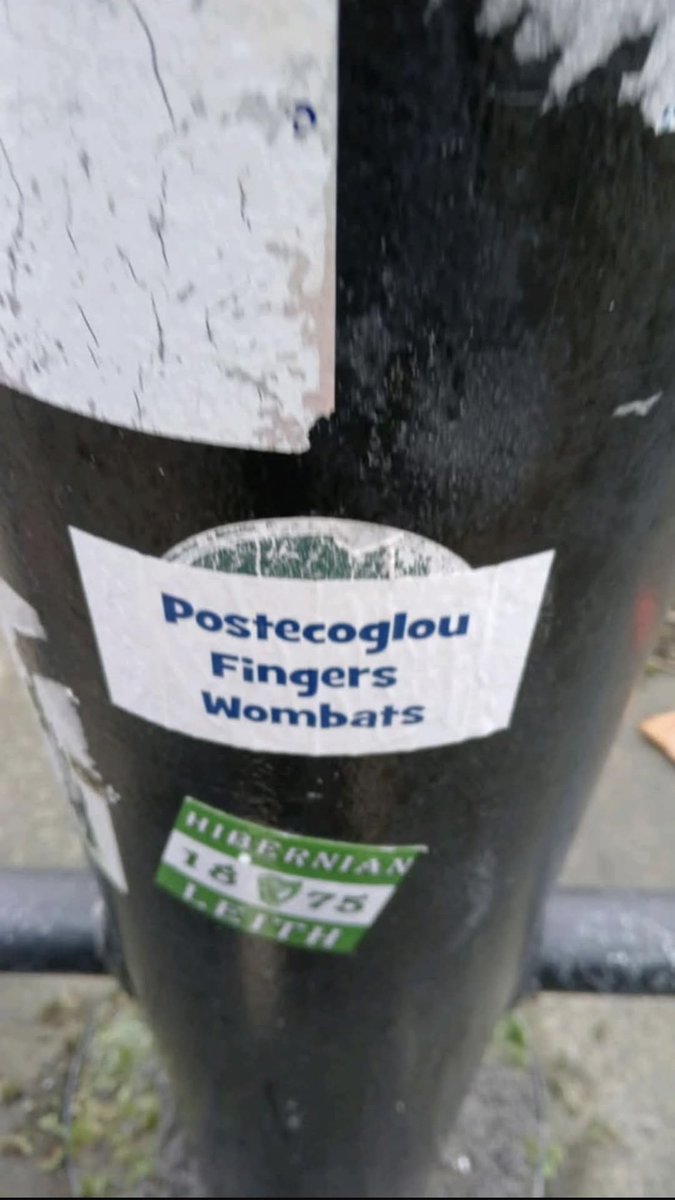 Postecoglou
Fingers
Wombats
HIBERNIAN
18 75
LEITH